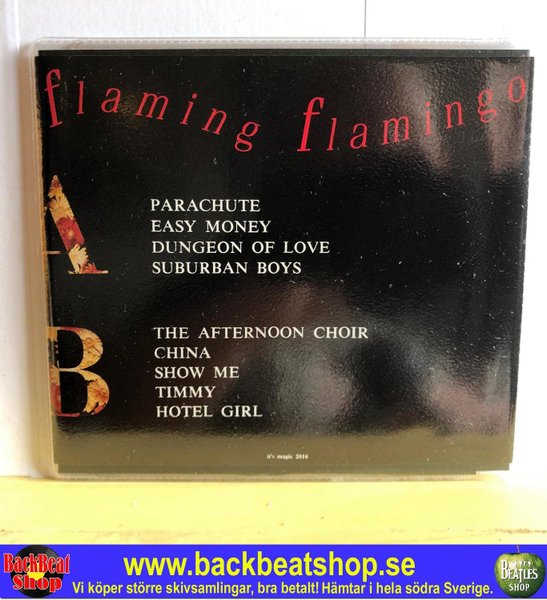 flaming flamingo
A
PARACHUTE
EASY MONEY
DUNGEON OF LOVE
SUBURBAN BOYS
B
THE AFTERNOON CHOIR
CHINA
SHOW ME
TIMMY
HOTEL GIRL
it's magic 2016
BackBeat
Shop
www.backbeatshop.se
Vi köper större skivsamlingar, bra betalt! Hämtar i hela södra Sverige.
BEATLES
SHOP